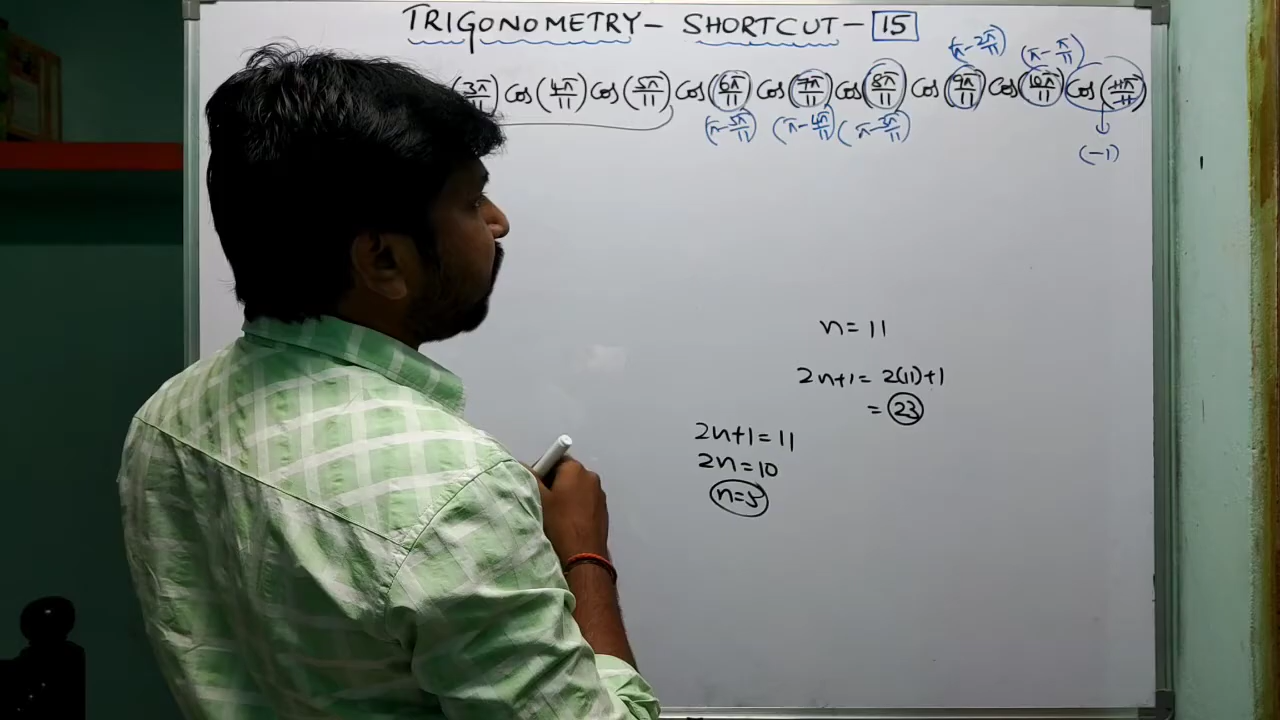 TRIGONOMETRY – SHORTCUT – 15
(π - 2π/11) (π - π/11)
(3π/11) Cos (4π/11) Cos (5π/11) Cos (6π/11) Cos (7π/11) Cos (8π/11) Cos (9π/11) Cos (10π/11) Cos (11π/11)
(π - 5π/11) (π - 4π/11) (π - 3π/11)
(-1)
n = 11
2n+1 = 2(11)+1
= 23
2n+1 = 11
2n = 10
n=5